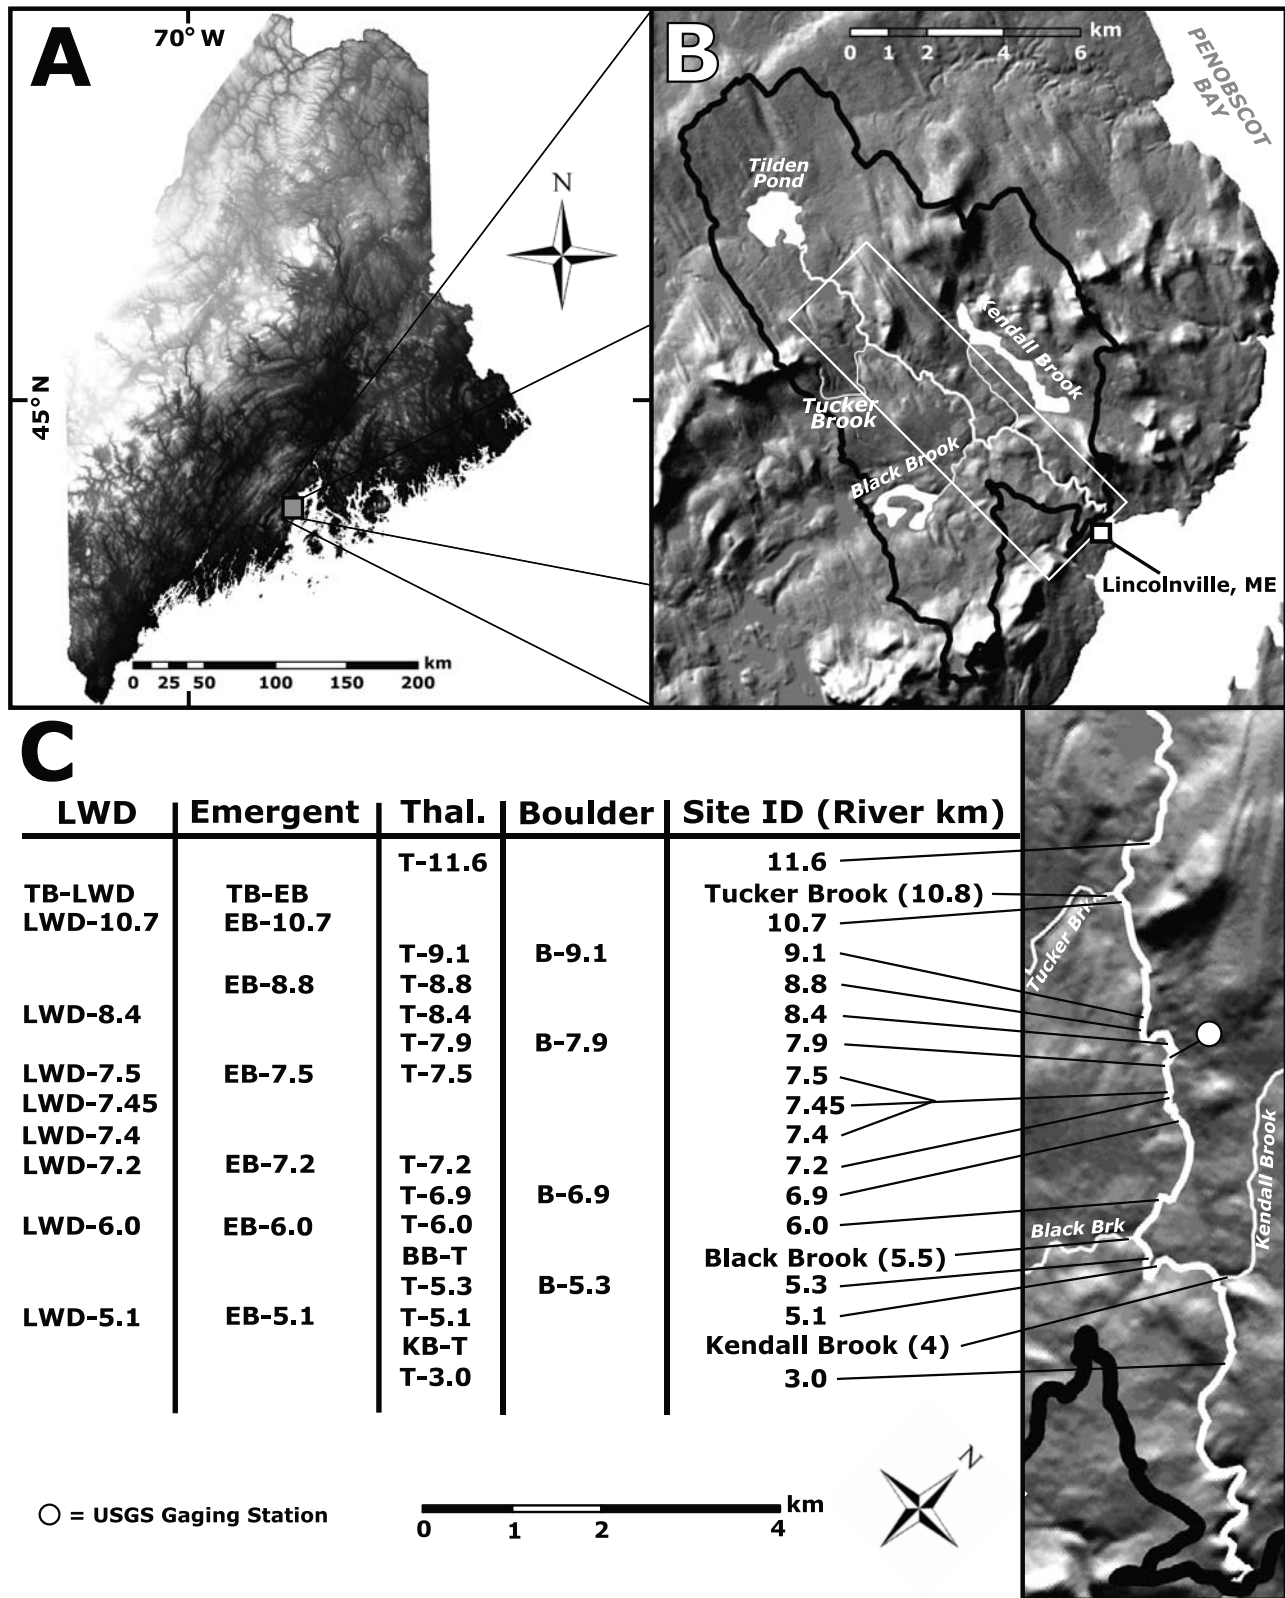 A
70° W
N
45° N
km
0 25 50 100 150 200
B
km
0 1 2 4 6
PENOBSCOT
BAY
Tilden
Pond
Kendall Brook
Tucker
Brook
Black Brook
Lincolnville, ME
C
LWD Emergent Thal. Boulder Site ID (River km)
T-11.6 11.6
TB-LWD TB-EB Tucker Brook (10.8)
LWD-10.7 EB-10.7 10.7
T-9.1 B-9.1 9.1
EB-8.8 T-8.8 8.8
LWD-8.4 T-8.4 8.4
T-7.9 B-7.9 7.9
LWD-7.5 EB-7.5 T-7.5 7.5
LWD-7.45 7.45
LWD-7.4 7.4
LWD-7.2 EB-7.2 T-7.2 7.2
T-6.9 B-6.9 6.9
LWD-6.0 EB-6.0 T-6.0 6.0
BB-T Black Brook (5.5)
T-5.3 B-5.3 5.3
LWD-5.1 EB-5.1 T-5.1 5.1
KB-T Kendall Brook (4)
T-3.0 3.0
Tucker Brk.
Kendall Brook
Black Brk
N
= USGS Gaging Station
km
0 1 2 4